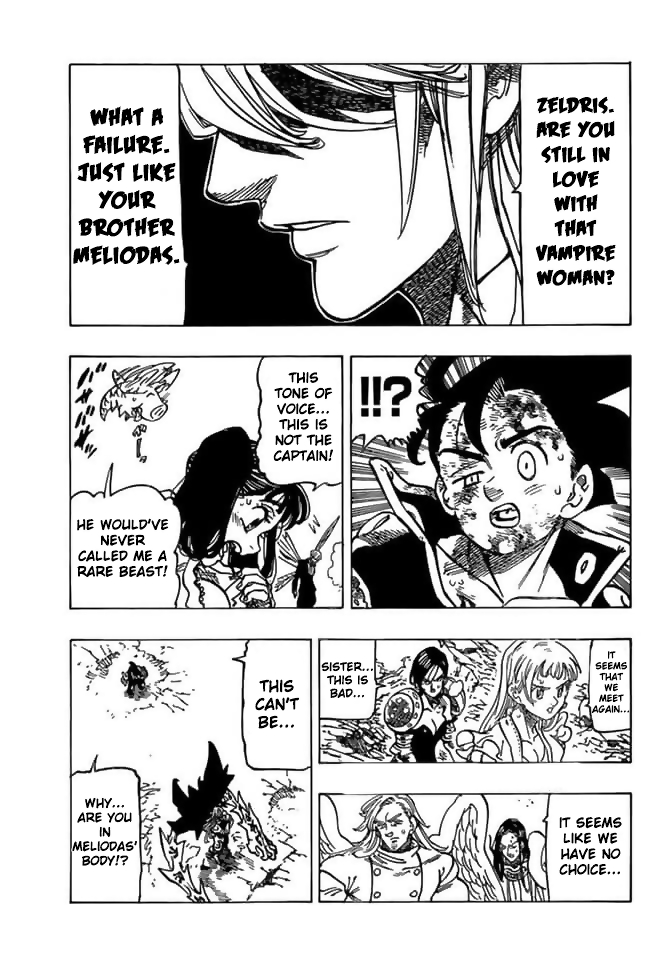 ZELDRIS.
ARE YOU
STILL IN
LOVE
WITH
THAT
VAMPIRE
WOMAN?
WHAT A
FAILURE.
JUST LIKE
YOUR
BROTHER
MELIODAS.
!!?
THIS
TONE OF
VOICE...
THIS IS
NOT THE
CAPTAIN!
HE WOULD'VE
NEVER
CALLED ME A
RARE BEAST!
IT
SEEMS
THAT
WE
MEET
AGAIN...
SISTER...
THIS IS
BAD...
IT SEEMS
LIKE WE
HAVE NO
CHOICE...
THIS
CAN'T
BE...
WHY...
ARE YOU
IN
MELIODAS'
BODY!?